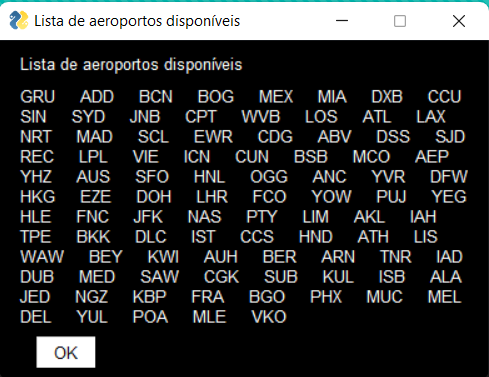 Lista de aeroportos disponíveis
Lista de aeroportos disponíveis
GRU ADD BCN BOG MEX MIA DXB CCU
SIN SYD JNB CPT WVB LOS ATL LAX
NRT MAD SCL EWR CDG ABV DSS SJD
REC LPL VIE ICN CUN BSB MCO AEP
YHZ AUS SFO HNL OGG ANC YVR DFW
HKG EZE DOH LHR FCO YOW PUJ YEG
HLE FNC JFK NAS PTY LIM AKL IAH
TPE BKK DLC IST CCS HND ATH LIS
WAW BEY KWI AUH BER ARN TNR IAD
DUB MED SAW CGK SUB KUL ISB ALA
JED NGZ KBP FRA BGO PHX MUC MEL
DEL YUL POA MLE VKO
OK